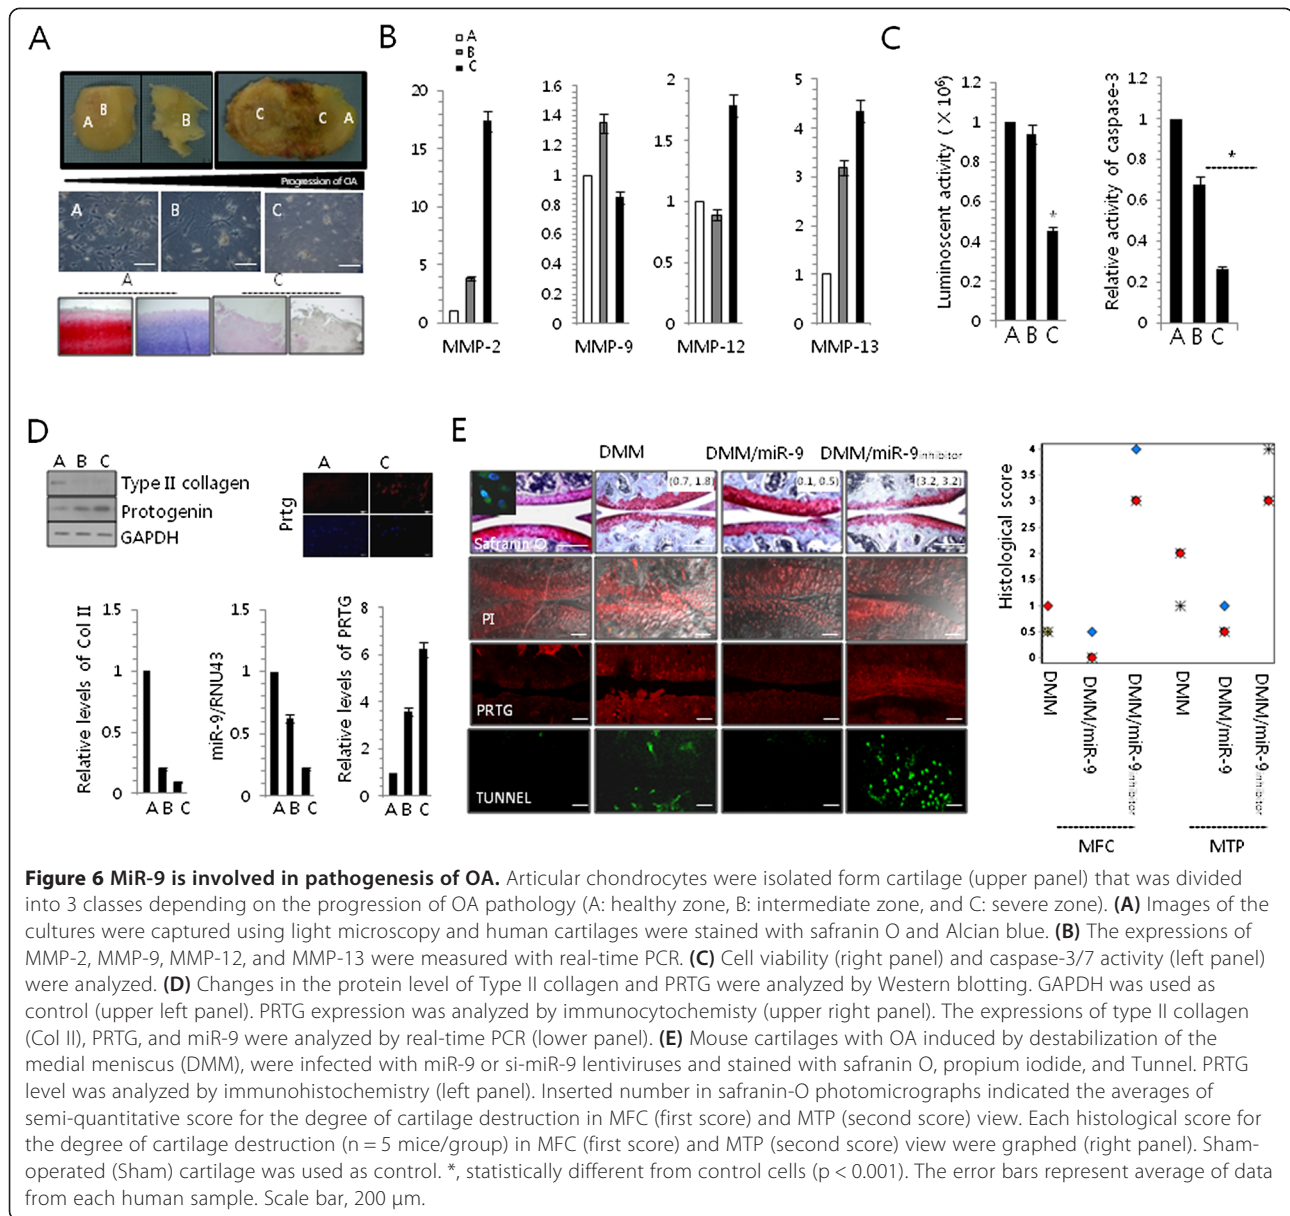 A
B
A
B
C
A
B
B
C
C
A
Progression of OA
A
B
C
A
C
20
15
10
5
0
MMP-2
1.6
1.4
1.2
1
0.8
0.6
0.4
0.2
0
MMP-9
2
1.5
1
0.5
0
MMP-12
5
4
3
2
1
0
MMP-13
C
Luminoscent activity ( X 10⁶)
1.2
1
0.8
0.6
0.4
0.2
0
*
A B C
Relative activity of caspase-3
1.2
1
0.8
0.6
0.4
0.2
0
*
A B C
D
A B C
Type II collagen
Protogenin
GAPDH
A C
Prtg
Relative levels of Col II
1.5
1
0.5
0
A B C
miR-9/RNU43
1.5
1
0.5
0
A B C
Relative levels of PRTG
8
6
4
2
0
A B C
E
DMM DMM/miR-9 DMM/miR-9inhibitor
(0.7, 1.8)
0.1, 0.5)
(3.2, 3.2)
Safranin O
PI
PRTG
TUNNEL
Histological score
4
3
2
1
0.5
0
DMM
DMM/miR-9
DMM/miR-9inhibitor
DMM
DMM/miR-9
DMM/miR-9inhibitor
MFC MTP
Figure 6 MiR-9 is involved in pathogenesis of OA. Articular chondrocytes were isolated form cartilage (upper panel) that was divided
into 3 classes depending on the progression of OA pathology (A: healthy zone, B: intermediate zone, and C: severe zone). (A) Images of the
cultures were captured using light microscopy and human cartilages were stained with safranin O and Alcian blue. (B) The expressions of
MMP-2, MMP-9, MMP-12, and MMP-13 were measured with real-time PCR. (C) Cell viability (right panel) and caspase-3/7 activity (left panel)
were analyzed. (D) Changes in the protein level of Type II collagen and PRTG were analyzed by Western blotting. GAPDH was used as
control (upper left panel). PRTG expression was analyzed by immunocytochemisty (upper right panel). The expressions of type II collagen
(Col II), PRTG, and miR-9 were analyzed by real-time PCR (lower panel). (E) Mouse cartilages with OA induced by destabilization of the
medial meniscus (DMM), were infected with miR-9 or si-miR-9 lentiviruses and stained with safranin O, propium iodide, and Tunnel. PRTG
level was analyzed by immunohistochemistry (left panel). Inserted number in safranin-O photomicrographs indicated the averages of
semi-quantitative score for the degree of cartilage destruction in MFC (first score) and MTP (second score) view. Each histological score for
the degree of cartilage destruction (n = 5 mice/group) in MFC (first score) and MTP (second score) view were graphed (right panel). Sham-
operated (Sham) cartilage was used as control. *, statistically different from control cells (p < 0.001). The error bars represent average of data
from each human sample. Scale bar, 200 μm.